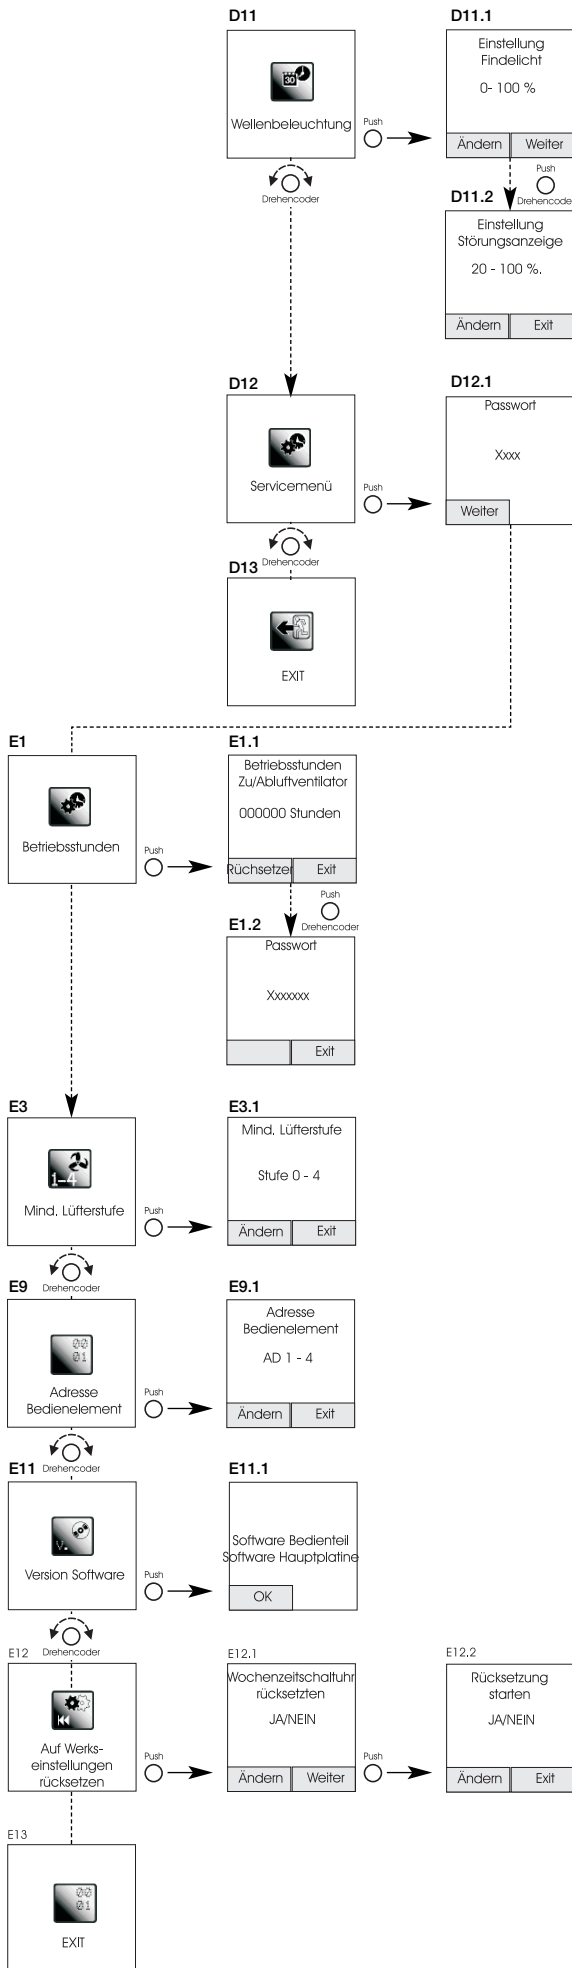 D11
D11.1
30
Wellenbeleuchtung
Push
Einstellung
Findelicht
0- 100 %
Ändern
Weiter
Drehencoder
Push
Drehencode
D11.2
Einstellung
Störungsanzeige
20 - 100 %.
Ändern
Exit
D12
D12.1
Servicemenü
Push
Passwort
Xxxx
Weiter
Drehencoder
D13
EXIT
E1
E1.1
Betriebsstunden
Push
Betriebsstunden
Zu/Abluftventilator
000000 Stunden
Rüchsetzen
Exit
Push
Drehencoder
E1.2
Passwort
Xxxxxxx
Exit
E3
E3.1
1-4
Mind. Lüfterstufe
Push
Mind. Lüfterstufe
Stufe 0 - 4
Ändern
Exit
Drehencoder
E9
E9.1
00
01
Adresse
Bedienelement
Push
Adresse
Bedienelement
AD 1 - 4
Ändern
Exit
Drehencoder
E11
E11.1
V.
Version Software
Push
Software Bedienteil
Software Hauptplatine
OK
Drehencoder
E12
E12.1
E12.2
Auf Werks-
einstellungen
rücksetzen
Push
Wochenzeitschaltuhr
rücksetzten
JA/NEIN
Ändern
Weiter
Push
Rücksetzung
starten
JA/NEIN
Ändern
Exit
E13
00
01
EXIT